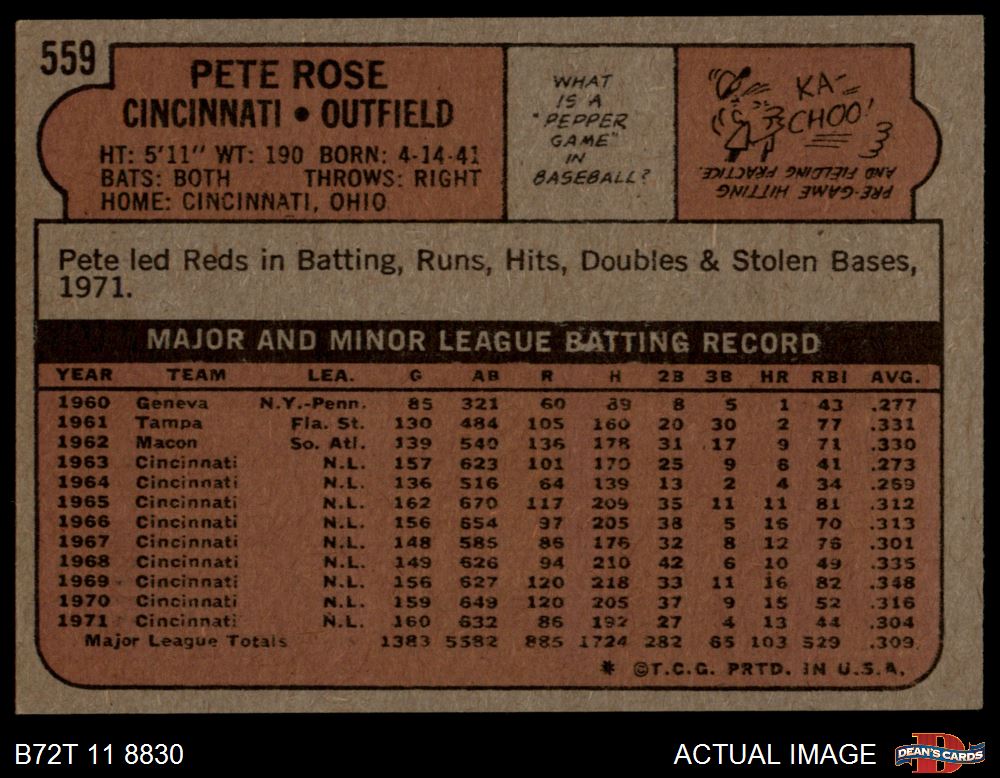 559
PETE ROSE
CINCINNATI • OUTFIELD
HT: 5'11" WT: 190 BORN: 4-14-41
BATS: BOTH THROWS: RIGHT
HOME: CINCINNATI, OHIO
WHAT
IS A
"PEPPER
GAME"
IN
BASEBALL?
KA-
CHOO!
PRE-GAME HITTING
AND FIELDING PRACTICE.
Pete led Reds in Batting, Runs, Hits, Doubles & Stolen Bases,
1971.
MAJOR AND MINOR LEAGUE BATTING RECORD
YEAR TEAM LEA. G AB R H 2B 3B HR RBI AVG.
1960 Geneva N.Y.-Penn. 85 321 60 89 8 5 1 43 .277
1961 Tampa Fla. St. 130 484 105 160 20 30 2 77 .331
1962 Macon So. Atl. 139 540 136 178 31 17 9 71 .330
1963 Cincinnati N.L. 157 623 101 170 25 9 6 41 .273
1964 Cincinnati N.L. 136 516 64 139 13 2 4 34 .269
1965 Cincinnati N.L. 162 670 117 209 35 11 11 81 .312
1966 Cincinnati N.L. 156 654 97 205 38 5 16 70 .313
1967 Cincinnati N.L. 148 585 86 176 32 8 12 76 .301
1968 Cincinnati N.L. 149 626 94 210 42 6 10 49 .335
1969 Cincinnati N.L. 156 627 120 218 33 11 16 82 .348
1970 Cincinnati N.L. 159 649 120 205 37 9 15 52 .316
1971 Cincinnati N.L. 160 632 86 192 27 4 13 44 .304
Major League Totals 1383 5582 885 1724 282 65 103 529 .309
* ©T.C.G. PRTD. IN U.S.A.
B72T 11 8830
ACTUAL IMAGE
D
DEAN'S CARDS